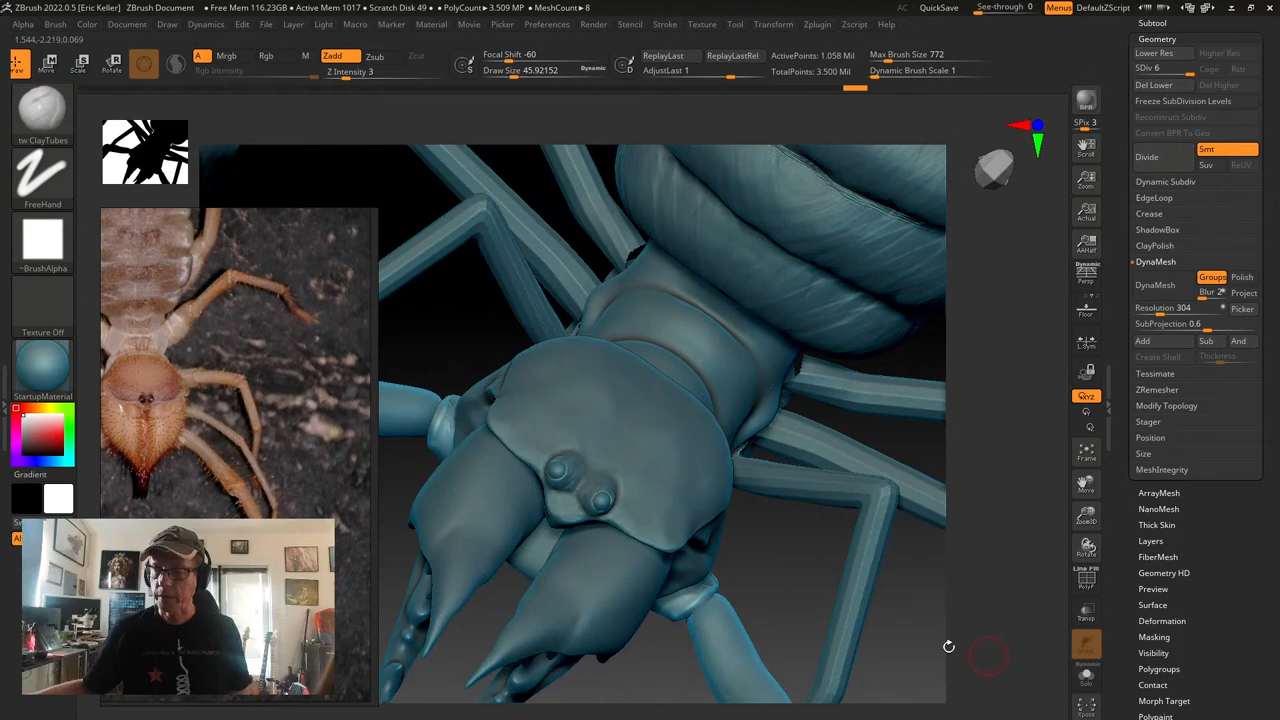 ZBrush 2022.0.5 [Eric Keller]
ZBrush Document
• Free Mem 116.23GB • Active Mem 1017 • Scratch Disk 49 •
PolyCount▸3.509 MP
• MeshCount▸ 8
AC
QuickSave
See-through 0
Menus
DefaultZScript
Alpha
Brush
Color
Document
Draw
Dynamics
Edit
File
Layer
Light
Macro
Marker
Material
Movie
Picker
Preferences
Render
Stencil
Stroke
Texture
Tool
Transform
Zplugin
Zscript
Help
1.544,-2.219,0.069
Draw
Move
Scale
Rotate
A
Mrgb
Rgb
M
Rgb Intensity
Zadd
Zsub
Zcut
Z Intensity 3
S
Focal Shift -60
Draw Size 45.92152
Dynamic
D
ReplayLast
ReplayLastRel
AdjustLast 1
ActivePoints: 1.058 Mil
TotalPoints: 3.500 Mil
Max Brush Size 772
Dynamic Brush Scale 1
tw ClayTubes
FreeHand
~BrushAlpha
Texture Off
StartupMaterial
Gradient
BPR
SPix 3
Scroll
Zoom
Actual
AAHalf
Dynamic
Persp
Floor
L.Sym
XYZ
Frame
Move
Zoom3D
Rotate
Line Fill
PolyF
Transp
Dynamic
Solo
Xpose
Subtool
Geometry
Lower Res
Higher Res
SDiv 6
Cage
Rstr
Del Lower
Del Higher
Freeze SubDivision Levels
Reconstruct Subdiv
Convert BPR To Geo
Divide
Smt
Suv
ReUV
Dynamic Subdiv
EdgeLoop
Crease
ShadowBox
ClayPolish
DynaMesh
DynaMesh
Groups
Polish
Blur 2
Project
Resolution 304
Picker
SubProjection 0.6
Add
Sub
And
Create Shell
Thickness
Tessimate
ZRemesher
Modify Topology
Stager
Position
Size
MeshIntegrity
ArrayMesh
NanoMesh
Thick Skin
Layers
FiberMesh
Geometry HD
Preview
Surface
Deformation
Masking
Visibility
Polygroups
Contact
Morph Target
Polypaint